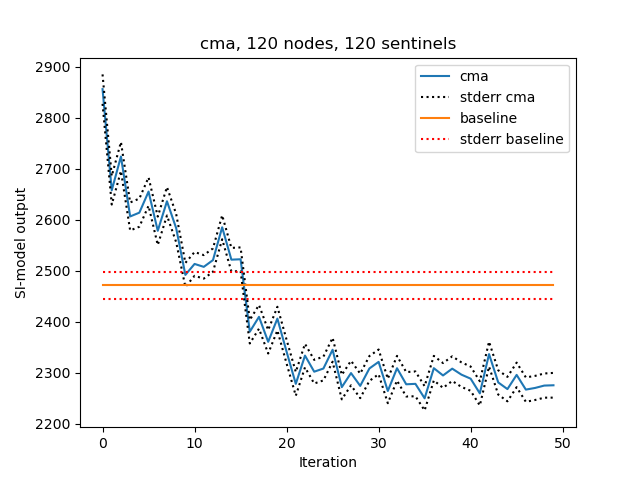 cma, 120 nodes, 120 sentinels
2900
2800
2700
2600
2500
2400
2300
2200
SI-model output
cma
stderr cma
baseline
stderr baseline
0 10 20 30 40 50
Iteration